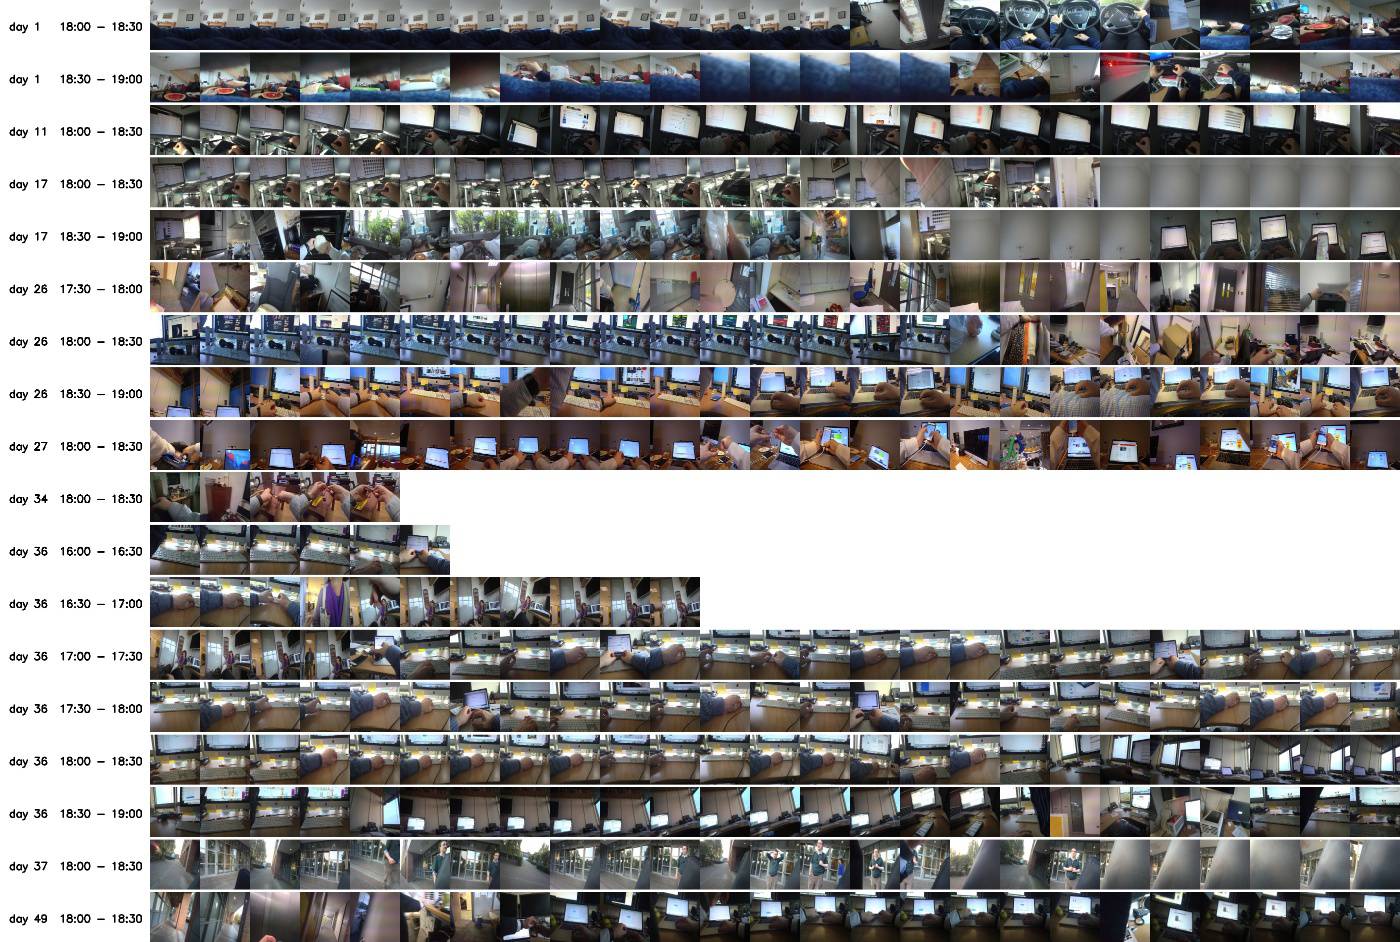 day 1 18:00 – 18:30
day 1 18:30 – 19:00
day 11 18:00 – 18:30
day 17 18:00 – 18:30
day 17 18:30 – 19:00
day 26 17:30 – 18:00
day 26 18:00 – 18:30
day 26 18:30 – 19:00
day 27 18:00 – 18:30
day 34 18:00 – 18:30
day 36 16:00 – 16:30
day 36 16:30 – 17:00
day 36 17:00 – 17:30
day 36 17:30 – 18:00
day 36 18:00 – 18:30
day 36 18:30 – 19:00
day 37 18:00 – 18:30
day 49 18:00 – 18:30